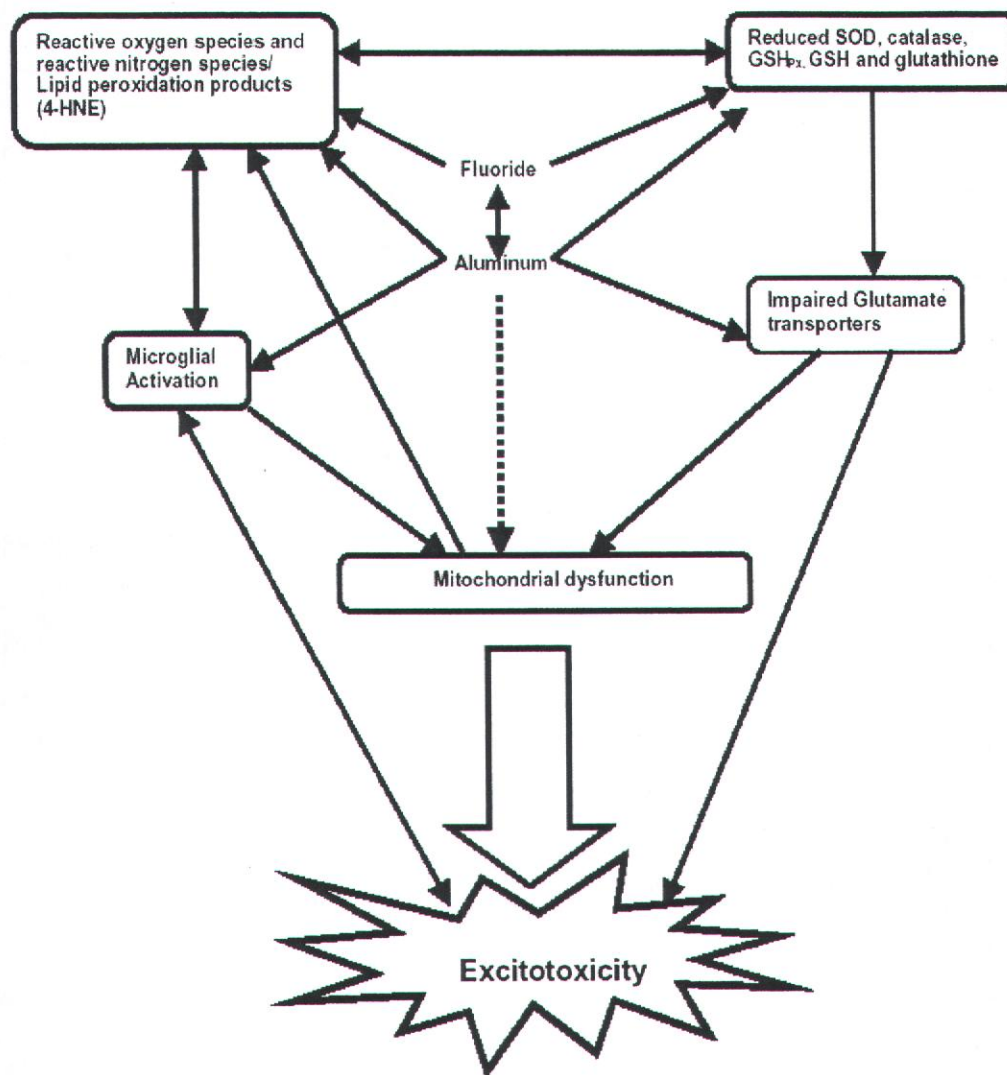 Reactive oxygen species and
reactive nitrogen species/
Lipid peroxidation products
(4-HNE)
Reduced SOD, catalase,
GSHPx, GSH and glutathione
Fluoride
Aluminum
Impaired Glutamate
transporters
Microglial
Activation
Mitochondrial dysfunction
Excitotoxicity